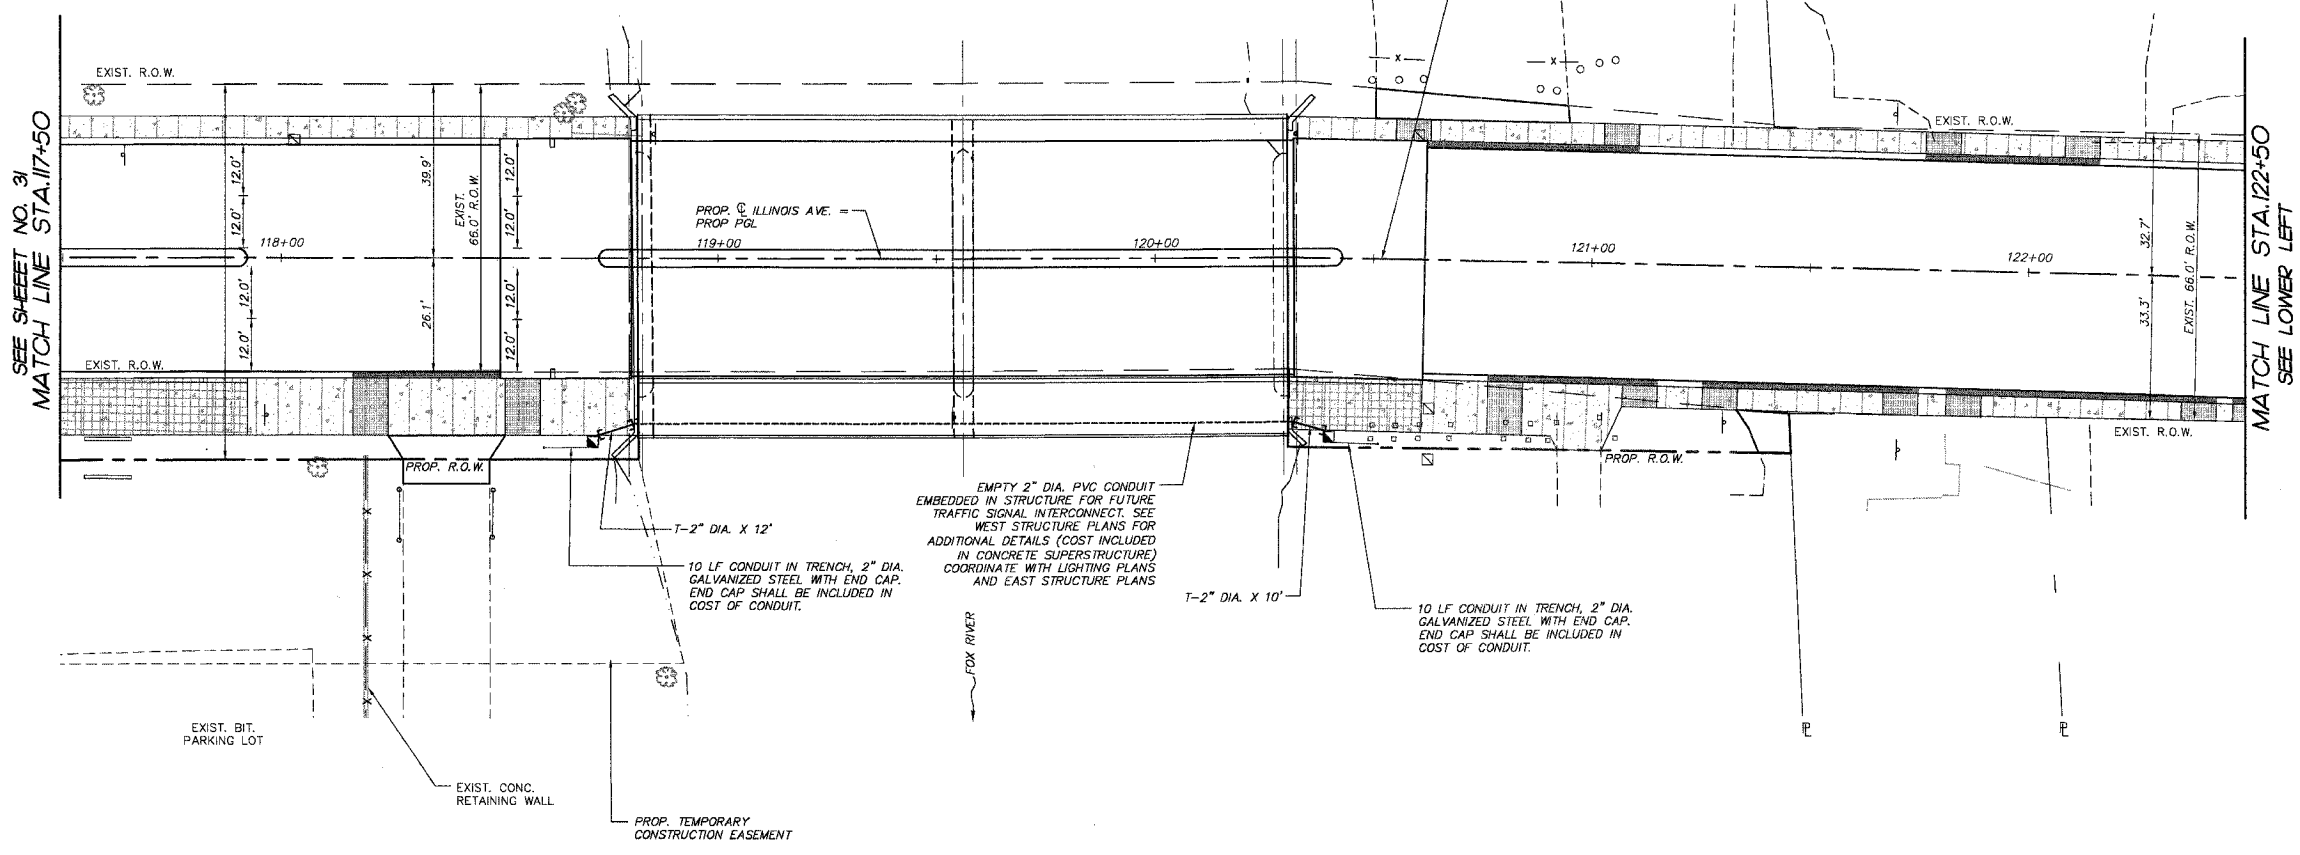 SEE SHEET NO. 31
MATCH LINE STA.117+50
EXIST. R.O.W.
12.0'
12.0'
12.0'
12.0'
118+00
39.9'
26.1'
EXIST.
66.0' R.O.W.
12.0'
12.0'
12.0'
12.0'
EXIST. R.O.W.
PROP. R.O.W.
PROP. ℄ ILLINOIS AVE. =
PROP PGL
119+00
120+00
121+00
122+00
EXIST. R.O.W.
32.7'
33.3'
EXIST. 66.0' R.O.W.
EXIST. R.O.W.
PROP. R.O.W.
MATCH LINE STA.122+50
SEE LOWER LEFT
T-2" DIA. X 12'
10 LF CONDUIT IN TRENCH, 2" DIA.
GALVANIZED STEEL WITH END CAP.
END CAP SHALL BE INCLUDED IN
COST OF CONDUIT.
EMPTY 2" DIA. PVC CONDUIT
EMBEDDED IN STRUCTURE FOR FUTURE
TRAFFIC SIGNAL INTERCONNECT. SEE
WEST STRUCTURE PLANS FOR
ADDITIONAL DETAILS (COST INCLUDED
IN CONCRETE SUPERSTRUCTURE)
COORDINATE WITH LIGHTING PLANS
AND EAST STRUCTURE PLANS
T-2" DIA. X 10'
10 LF CONDUIT IN TRENCH, 2" DIA.
GALVANIZED STEEL WITH END CAP.
END CAP SHALL BE INCLUDED IN
COST OF CONDUIT.
FOX RIVER
EXIST. BIT.
PARKING LOT
EXIST. CONC.
RETAINING WALL
PROP. TEMPORARY
CONSTRUCTION EASEMENT
℄
℄